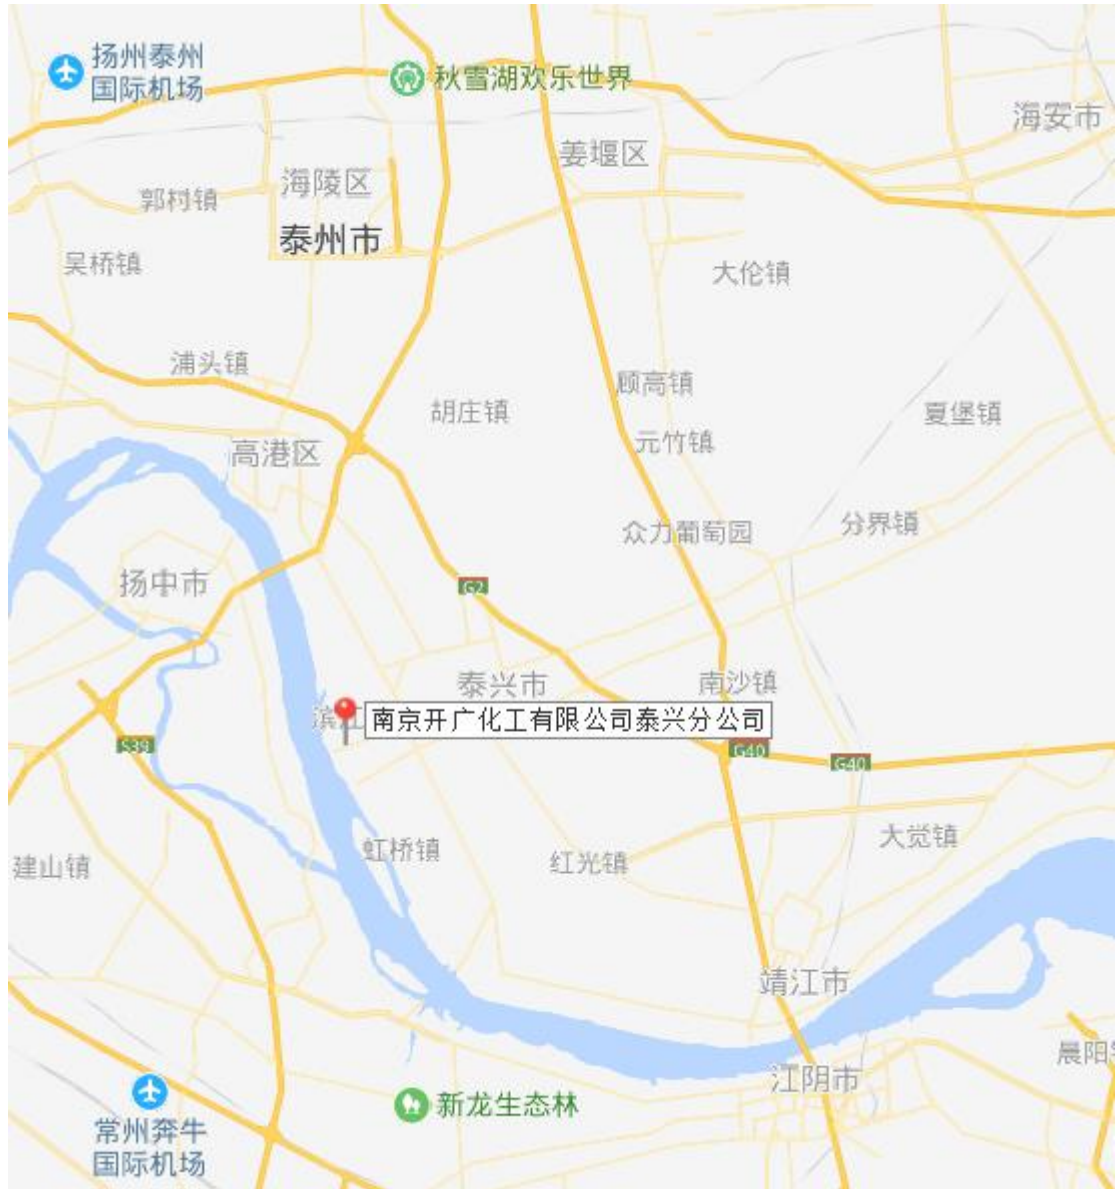 扬州泰州
国际机场
秋雪湖欢乐世界
海安市
姜堰区
海陵区
郭村镇
泰州市
吴桥镇
大伦镇
浦头镇
顾高镇
胡庄镇
夏堡镇
元竹镇
高港区
分界镇
众力葡萄园
扬中市
G2
泰兴市
南沙镇
滨江
南京开广化工有限公司泰兴分公司
S39
G40
G40
大觉镇
虹桥镇
红光镇
建山镇
靖江市
晨阳
江阴市
新龙生态林
常州奔牛
国际机场